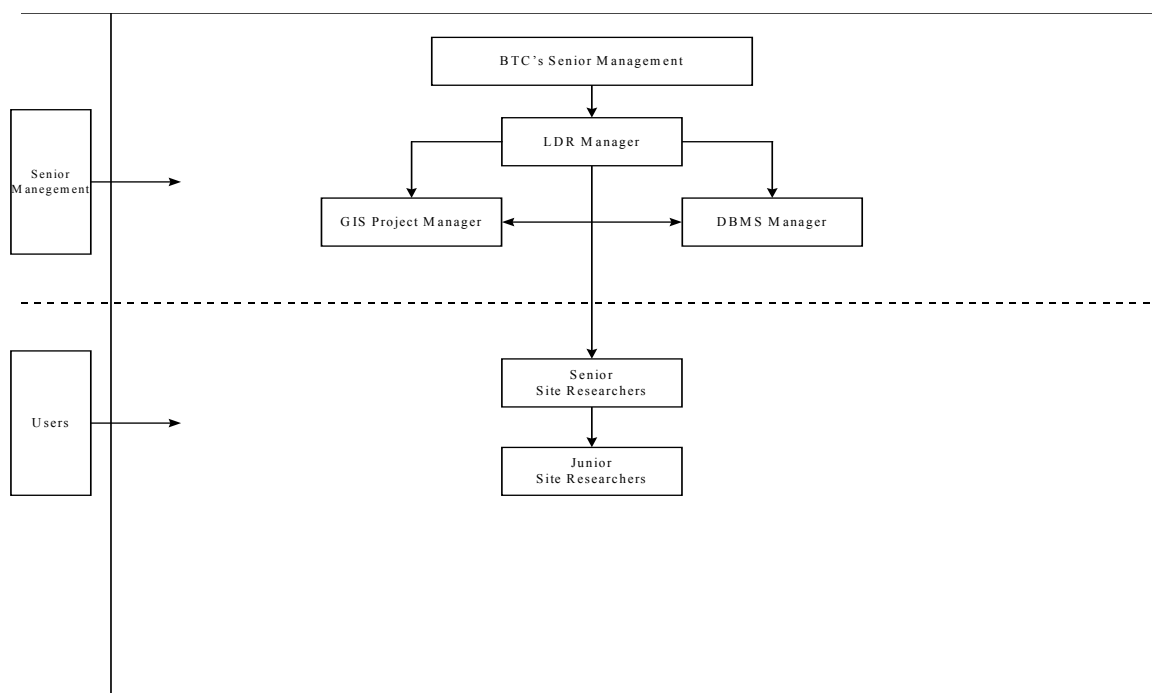 BTC's Senior Management
LDR Manager
Senior
Manegement
GIS Project Manager
DBMS Manager
Senior
Site Researchers
Users
Junior
Site Researchers